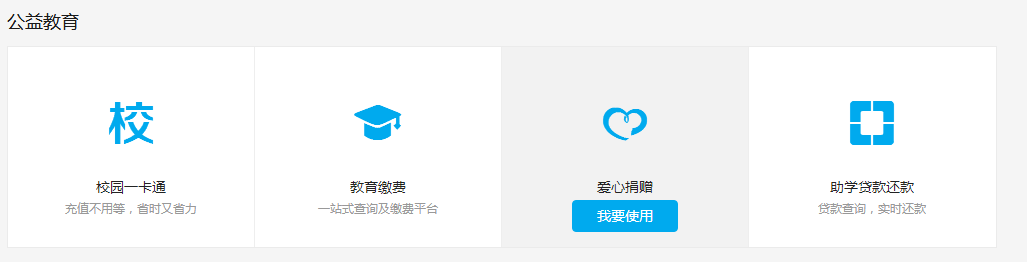 公益教育
校
校园一卡通
充值不用等，省时又省力
教育缴费
一站式查询及缴费平台
爱心捐赠
我要使用
助学贷款还款
贷款查询，实时还款